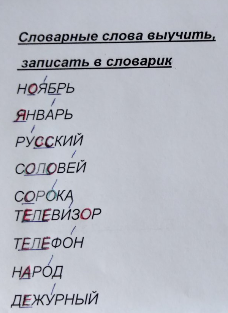 Словарные слова выучить,
записать в словарик
НОЯБРЬ
ЯНВАРЬ
РУССКИЙ
СОЛОВЕЙ
СОРОКА
ТЕЛЕВИЗОР
ТЕЛЕФОН
НАРОД
ДЕЖУРНЫЙ